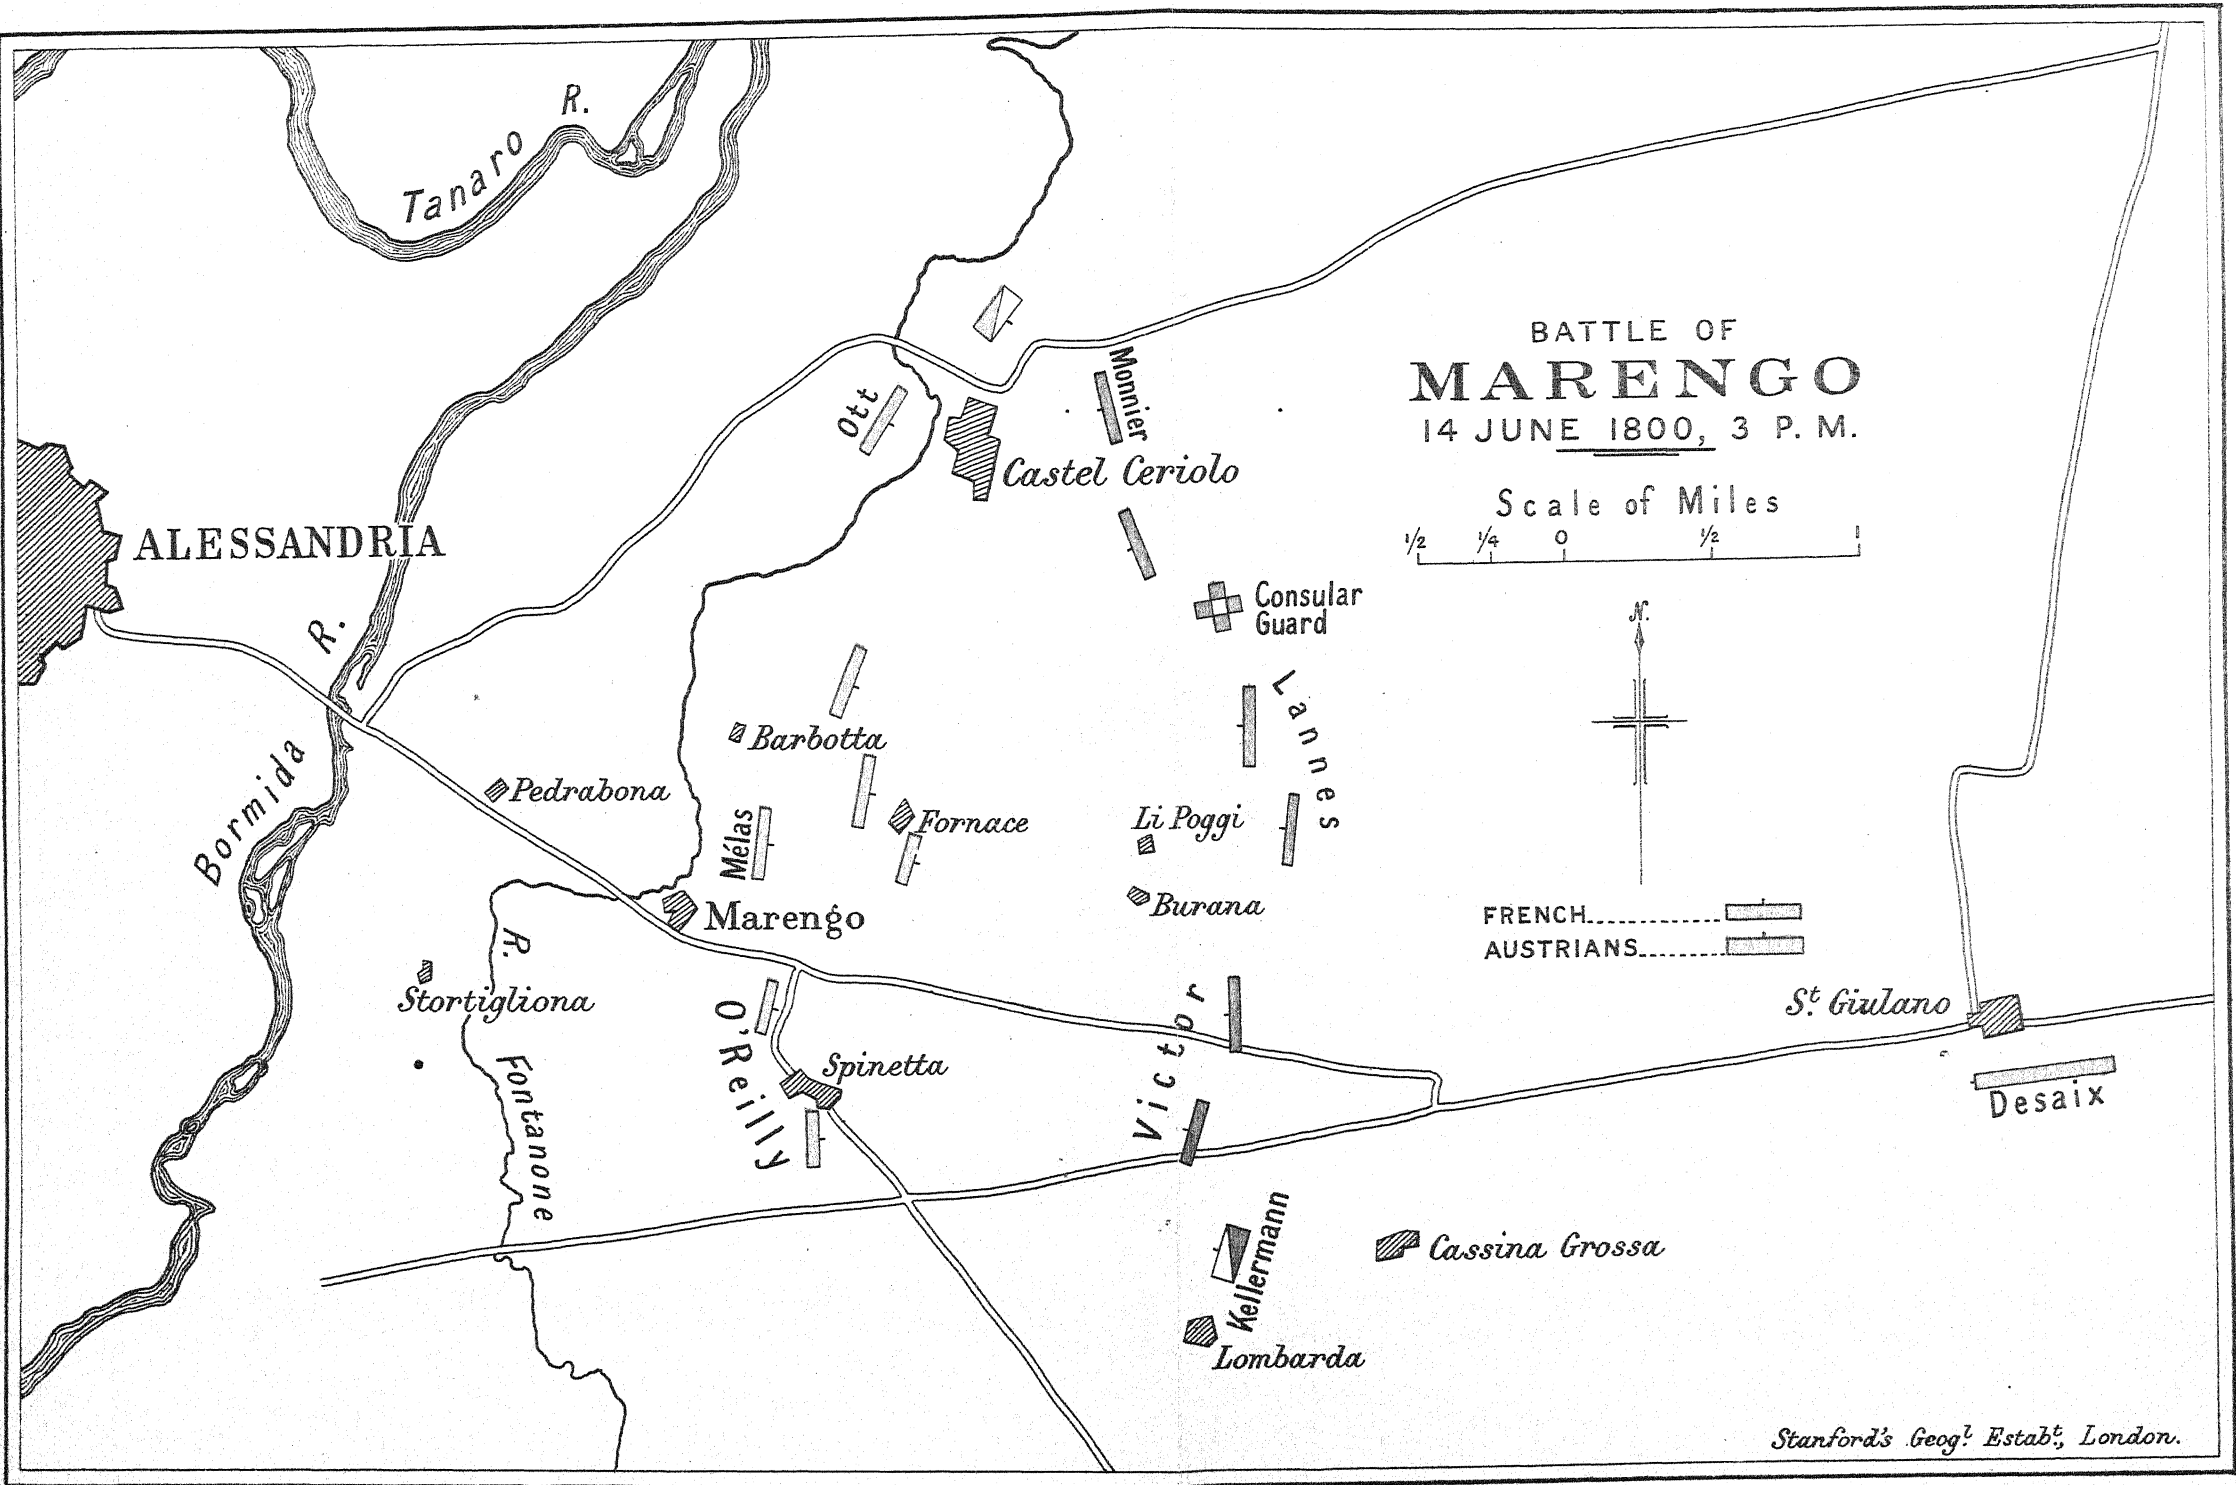 Tanaro R.
BATTLE OF
MARENGO
14 JUNE 1800, 3 P. M.
Scale of Miles
1/2 1/4 0 1/2 1
Ott
Monnier
Castel Ceriolo
ALESSANDRIA
Consular
Guard
N.
Bormida R.
Lannes
Barbotta
Pedrabona
Mélas
Fornace
Li Poggi
Burana
Marengo
FRENCH
AUSTRIANS
Stortigliona
R. Fontanone
O'Reilly
Spinetta
Victor
St. Giulano
Desaix
Kellermann
Cassina Grossa
Lombarda
Stanford's Geogl. Estabt., London.